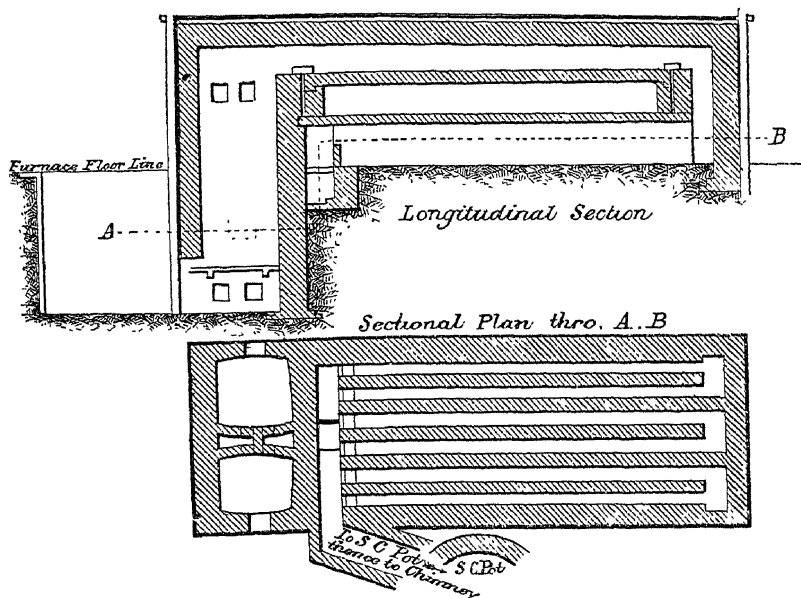 Furnace Floor Line
B
A
Longitudinal Section
Sectional Plan thro. A.B
To S C Pot
thence to Chimney
S C Pot